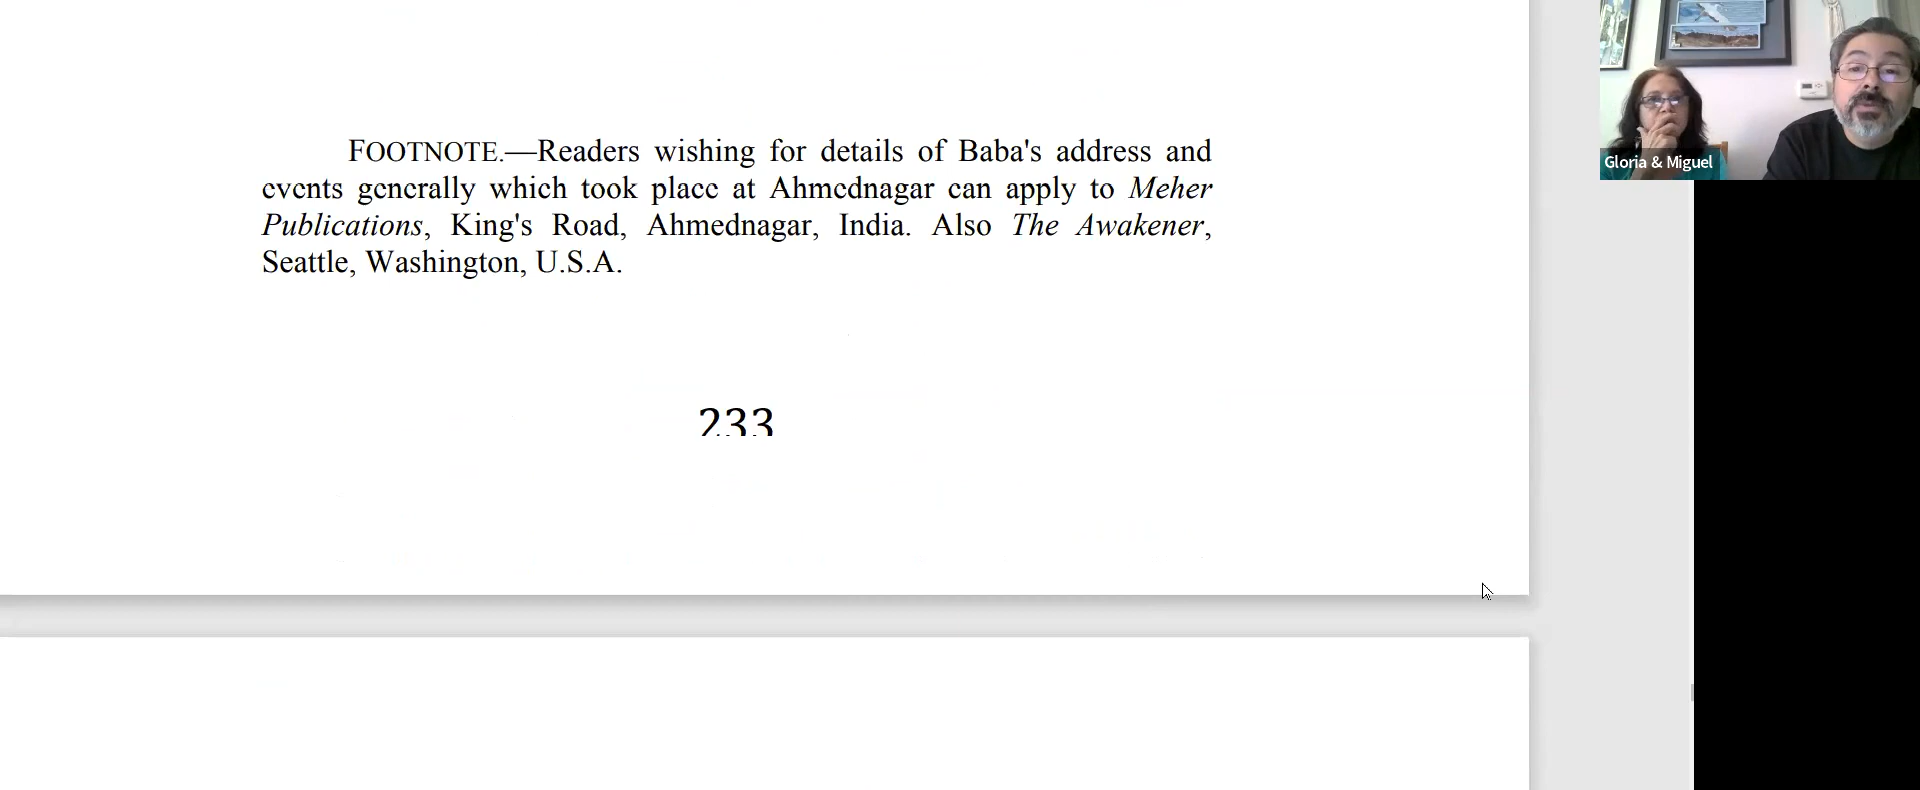 FOOTNOTE.—Readers wishing for details of Baba's address and
events generally which took place at Ahmednagar can apply to Meher
Publications, King's Road, Ahmednagar, India. Also The Awakener,
Seattle, Washington, U.S.A.
233
Gloria & Miguel